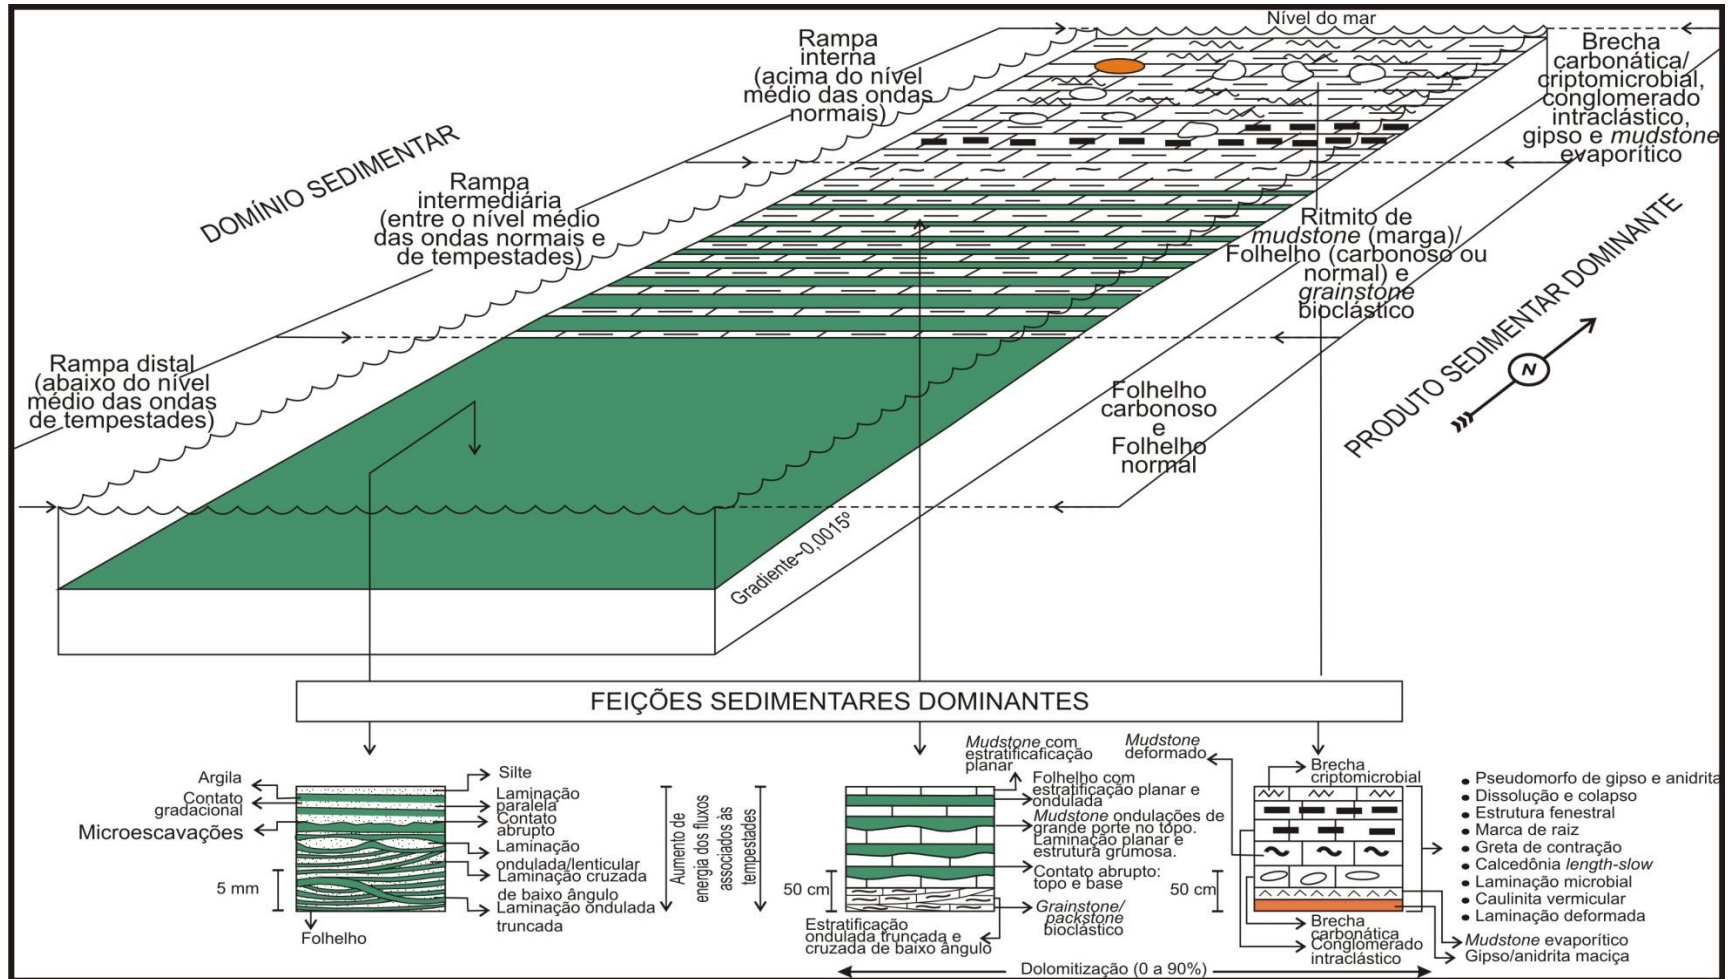 Nível do mar
Rampa
interna
(acima do nível
médio das ondas
normais)
Brecha
carbonática/
criptomicrobial,
conglomerado
intraclástico,
gipso e mudstone
evaporítico
DOMÍNIO SEDIMENTAR
Rampa
intermediária
(entre o nível médio
das ondas normais e
de tempestades)
Ritmito de
mudstone (marga)/
Folhelho (carbonoso ou
normal) e
grainstone
bioclástico
PRODUTO SEDIMENTAR DOMINANTE
N
Rampa distal
(abaixo do nível
médio das ondas
de tempestades)
Folhelho
carbonoso
e
Folhelho
normal
Gradiente~0,0015º
FEIÇÕES SEDIMENTARES DOMINANTES
Argila
Contato
gradacional
Microescavações
5 mm
Folhelho
Silte
Laminação
paralela
Contato
abrupto
Laminação
ondulada/lenticular
Laminação cruzada
de baixo ângulo
Laminação ondulada
truncada
Aumento de
energia dos fluxos
associados às
tempestades
Mudstone com
estratificaficação
planar
Folhelho com
estratificação planar e
ondulada
Mudstone ondulações de
grande porte no topo.
Laminação planar e
estrutura grumosa.
Contato abrupto:
topo e base
50 cm
Grainstone/
packstone
bioclástico
Estratificação
ondulada truncada e
cruzada de baixo ângulo
Mudstone
deformado
Brecha
criptomicrobial
50 cm
Brecha
carbonática
Conglomerado
intraclástico
Pseudomorfo de gipso e anidrita
Dissolução e colapso
Estrutura fenestral
Marca de raiz
Greta de contração
Calcedônia length-slow
Laminação microbial
Caulinita vermicular
Laminação deformada
Mudstone evaporítico
Gipso/anidrita maciça
Dolomitização (0 a 90%)